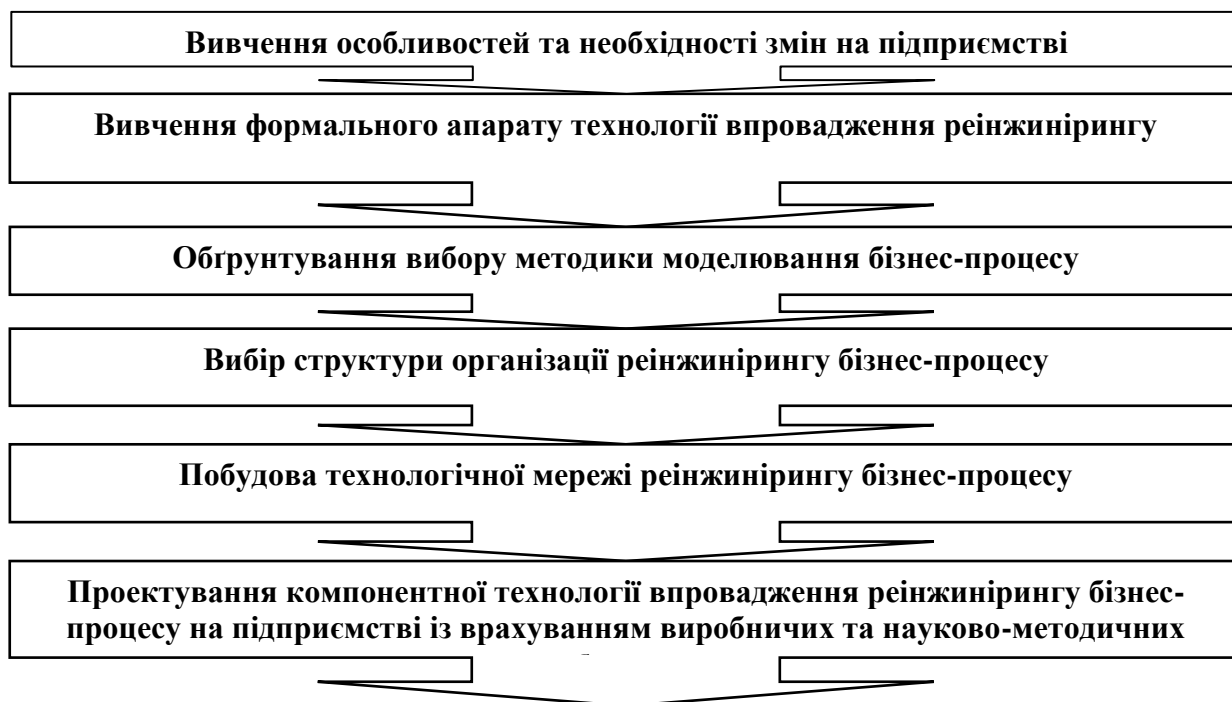 Вивчення особливостей та необхідності змін на підприємстві
Вивчення формального апарату технології впровадження реінжинірингу
Обґрунтування вибору методики моделювання бізнес-процесу
Вибір структури організації реінжинірингу бізнес-процесу
Побудова технологічної мережі реінжинірингу бізнес-процесу
Проектування компонентної технології впровадження реінжинірингу бізнес-
процесу на підприємстві із врахуванням виробничих та науково-методичних